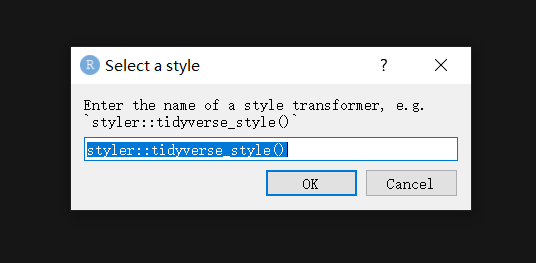 R Select a style ?
Enter the name of a style transformer, e.g.
`styler::tidyverse_style()`
styler::tidyverse_style()
OK Cancel